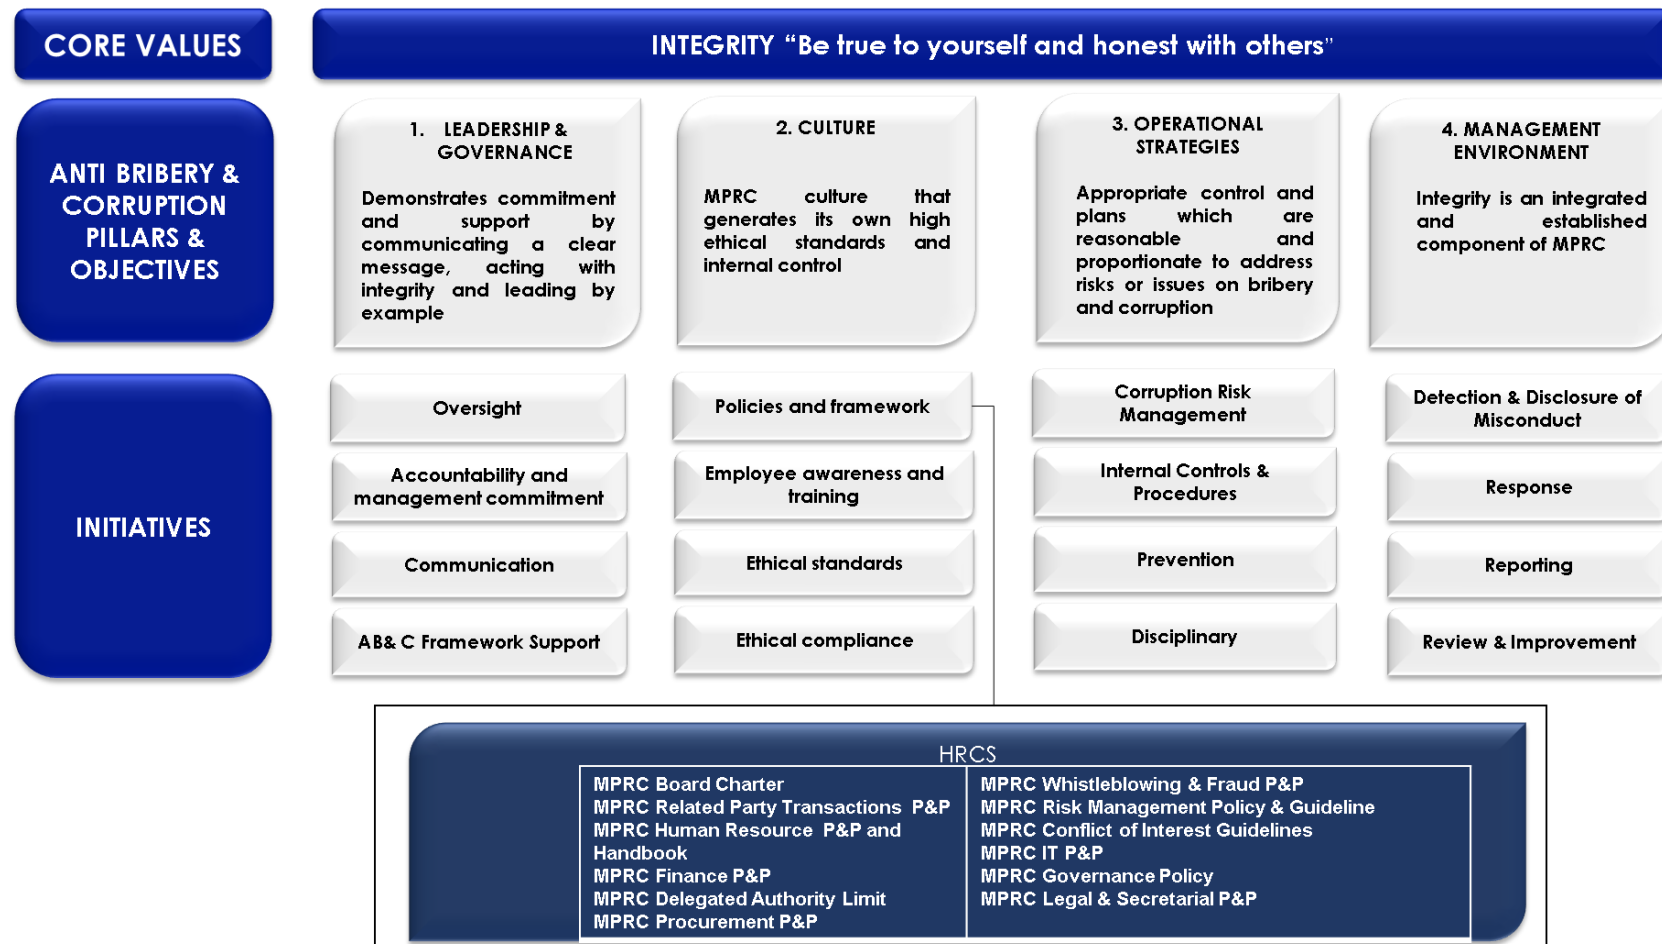 CORE VALUES
INTEGRITY “Be true to yourself and honest with others”
ANTI BRIBERY &
CORRUPTION
PILLARS &
OBJECTIVES
1. LEADERSHIP &
GOVERNANCE
Demonstrates commitment
and support by
communicating a clear
message, acting with
integrity and leading by
example
2. CULTURE
MPRC culture that
generates its own high
ethical standards and
internal control
3. OPERATIONAL
STRATEGIES
Appropriate control and
plans which are
reasonable and
proportionate to address
risks or issues on bribery
and corruption
4. MANAGEMENT
ENVIRONMENT
Integrity is an integrated
and established
component of MPRC
INITIATIVES
Oversight
Accountability and
management commitment
Communication
AB& C Framework Support
Policies and framework
Employee awareness and
training
Ethical standards
Ethical compliance
Corruption Risk
Management
Internal Controls &
Procedures
Prevention
Disciplinary
Detection & Disclosure of
Misconduct
Response
Reporting
Review & Improvement
HRCS
MPRC Board Charter
MPRC Related Party Transactions P&P
MPRC Human Resource P&P and
Handbook
MPRC Finance P&P
MPRC Delegated Authority Limit
MPRC Procurement P&P
MPRC Whistleblowing & Fraud P&P
MPRC Risk Management Policy & Guideline
MPRC Conflict of Interest Guidelines
MPRC IT P&P
MPRC Governance Policy
MPRC Legal & Secretarial P&P